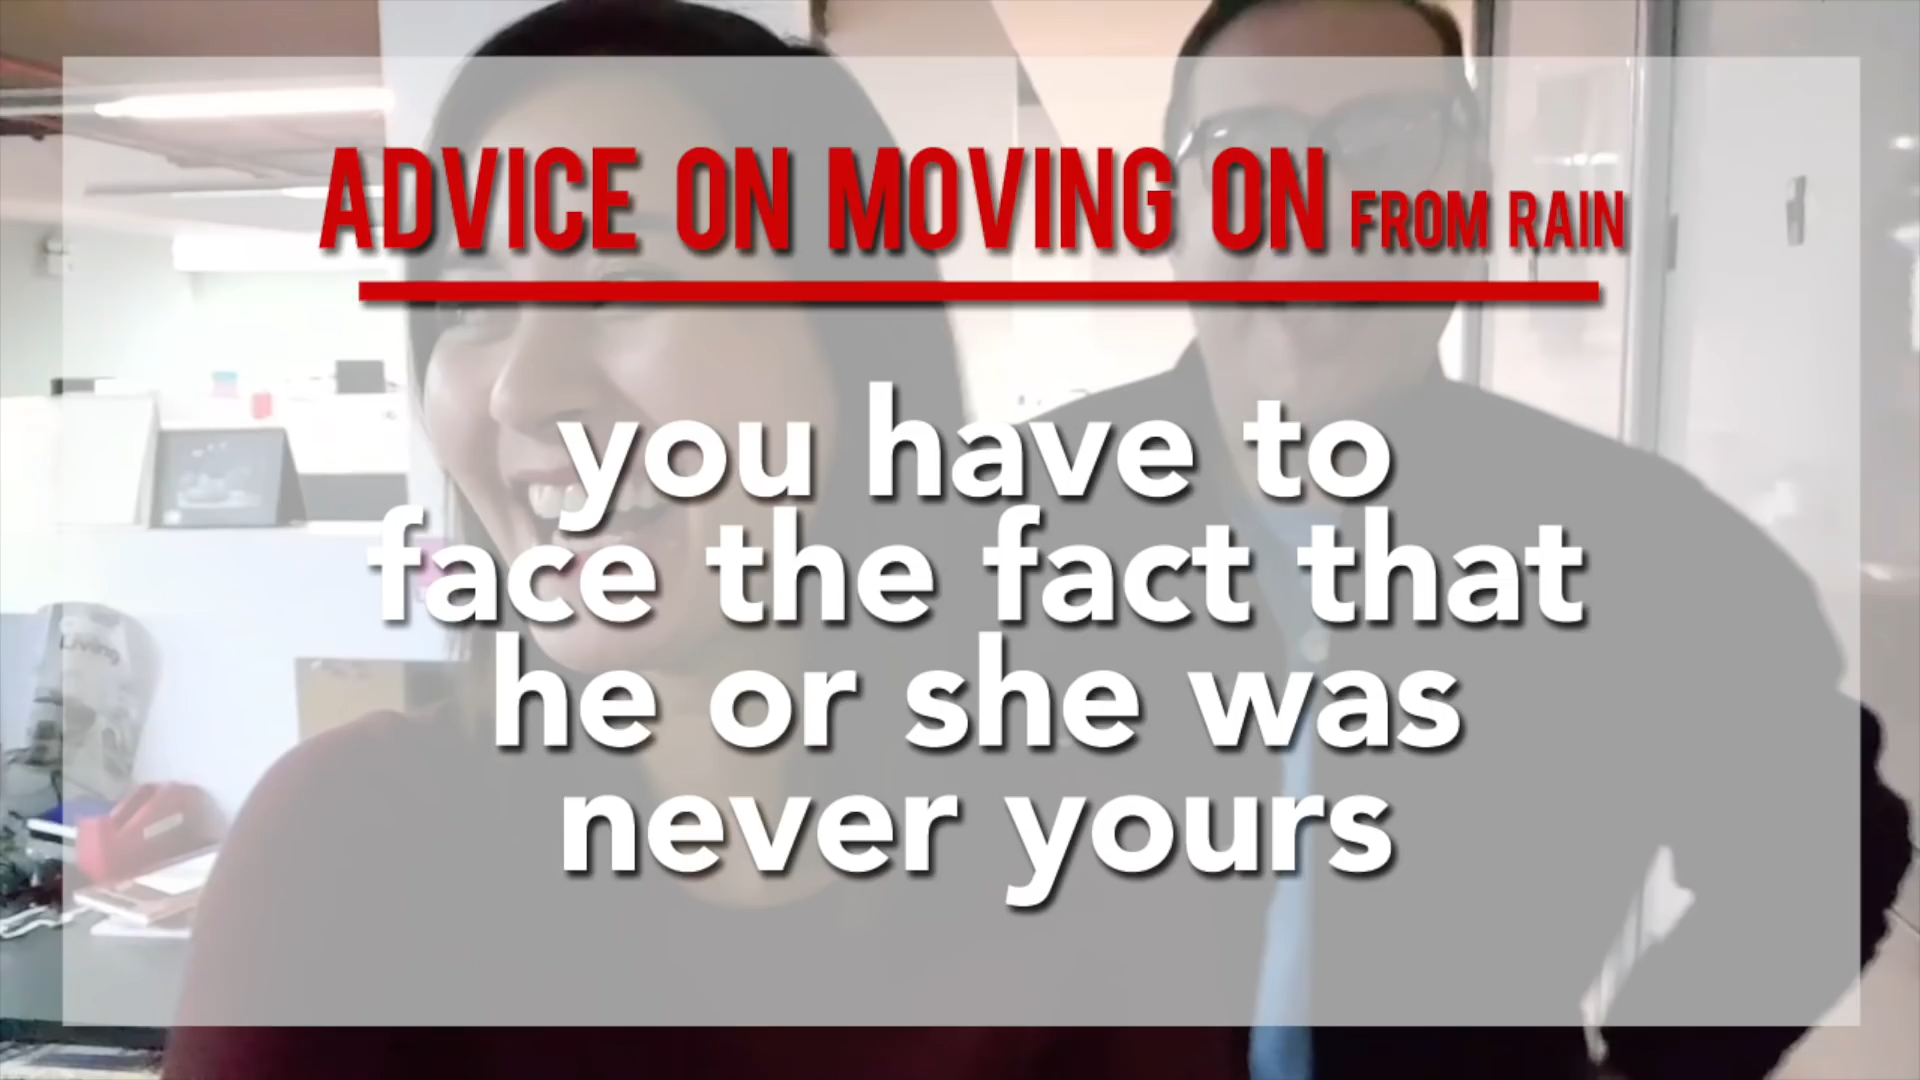 ADVICE ON MOVING ON FROM RAIN
you have to
face the fact that
he or she was
never yours
Living